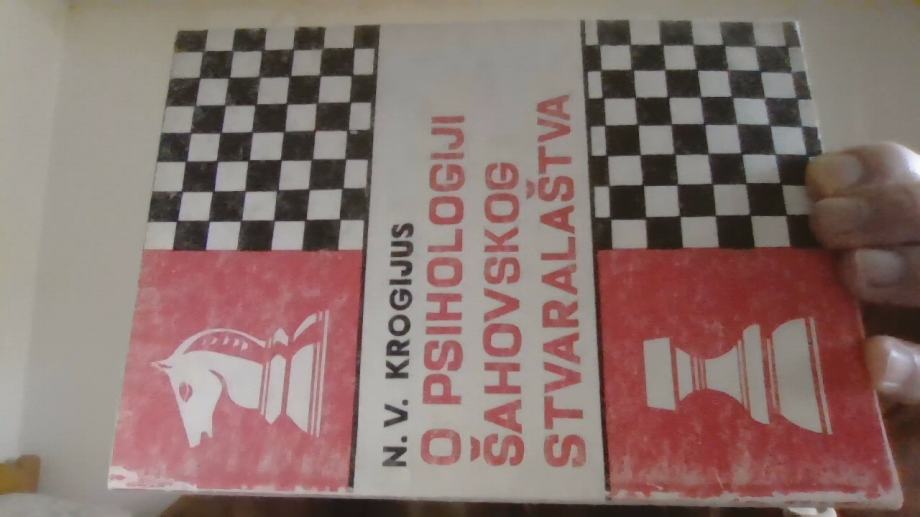 N. V. KROGIJUS
O PSIHOLOGIJI
ŠAHOVSKOG
STVARALAŠTVA